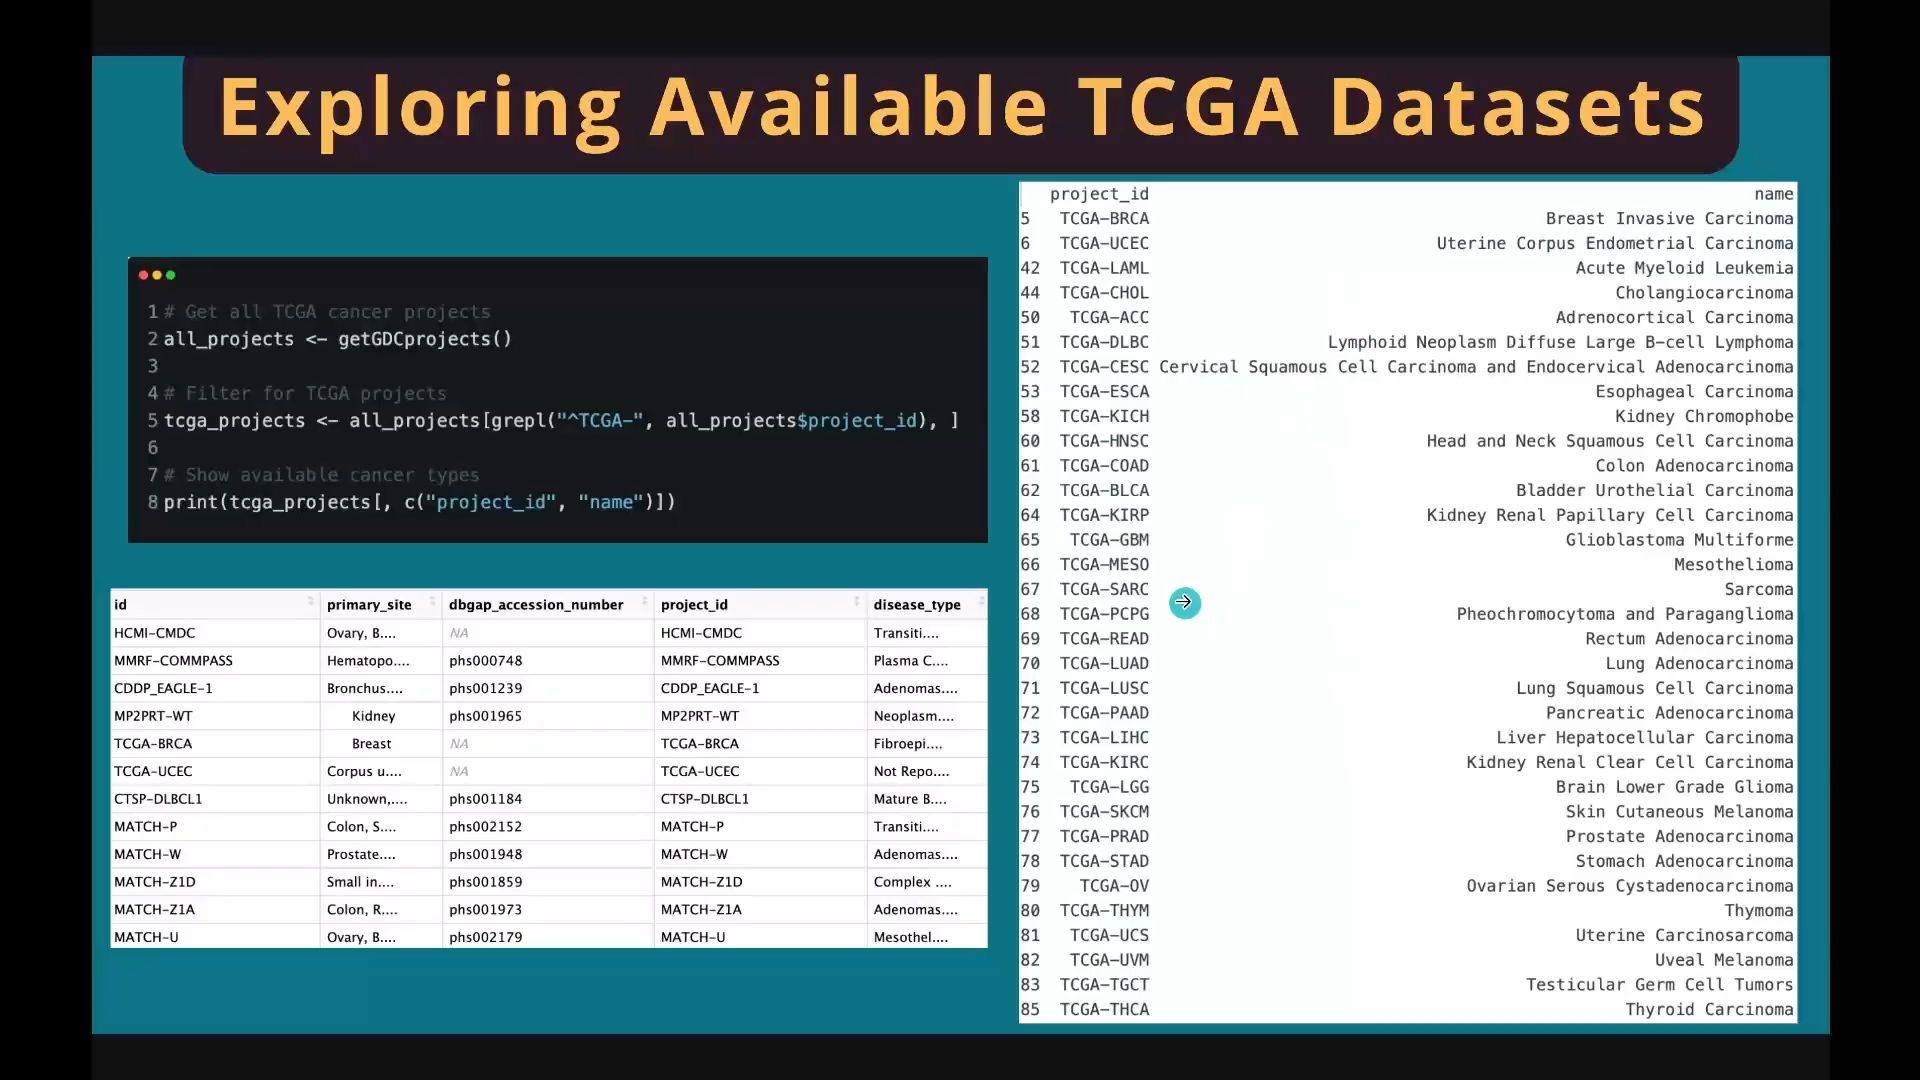 Exploring Available TCGA Datasets
1 # Get all TCGA cancer projects
2 all_projects <- getGDCprojects()
3
4 # Filter for TCGA projects
5 tcga_projects <- all_projects[grepl("^TCGA-", all_projects$project_id), ]
6
7 # Show available cancer types
8 print(tcga_projects[, c("project_id", "name")])
id primary_site dbgap_accession_number project_id disease_type
HCMI-CMDC Ovary, B.... NA HCMI-CMDC Transiti....
MMRF-COMMPASS Hematopo.... phs000748 MMRF-COMMPASS Plasma C....
CDDP_EAGLE-1 Bronchus.... phs001239 CDDP_EAGLE-1 Adenomas....
MP2PRT-WT Kidney phs001965 MP2PRT-WT Neoplasm....
TCGA-BRCA Breast NA TCGA-BRCA Fibroepi....
TCGA-UCEC Corpus u.... NA TCGA-UCEC Not Repo....
CTSP-DLBCL1 Unknown,.... phs001184 CTSP-DLBCL1 Mature B....
MATCH-P Colon, S.... phs002152 MATCH-P Transiti....
MATCH-W Prostate.... phs001948 MATCH-W Adenomas....
MATCH-Z1D Small in.... phs001859 MATCH-Z1D Complex ....
MATCH-Z1A Colon, R.... phs001973 MATCH-Z1A Adenomas....
MATCH-U Ovary, B.... phs002179 MATCH-U Mesothel....
project_id name
5 TCGA-BRCA Breast Invasive Carcinoma
6 TCGA-UCEC Uterine Corpus Endometrial Carcinoma
42 TCGA-LAML Acute Myeloid Leukemia
44 TCGA-CHOL Cholangiocarcinoma
50 TCGA-ACC Adrenocortical Carcinoma
51 TCGA-DLBC Lymphoid Neoplasm Diffuse Large B-cell Lymphoma
52 TCGA-CESC Cervical Squamous Cell Carcinoma and Endocervical Adenocarcinoma
53 TCGA-ESCA Esophageal Carcinoma
58 TCGA-KICH Kidney Chromophobe
60 TCGA-HNSC Head and Neck Squamous Cell Carcinoma
61 TCGA-COAD Colon Adenocarcinoma
62 TCGA-BLCA Bladder Urothelial Carcinoma
64 TCGA-KIRP Kidney Renal Papillary Cell Carcinoma
65 TCGA-GBM Glioblastoma Multiforme
66 TCGA-MESO Mesothelioma
67 TCGA-SARC Sarcoma
68 TCGA-PCPG Pheochromocytoma and Paraganglioma
69 TCGA-READ Rectum Adenocarcinoma
70 TCGA-LUAD Lung Adenocarcinoma
71 TCGA-LUSC Lung Squamous Cell Carcinoma
72 TCGA-PAAD Pancreatic Adenocarcinoma
73 TCGA-LIHC Liver Hepatocellular Carcinoma
74 TCGA-KIRC Kidney Renal Clear Cell Carcinoma
75 TCGA-LGG Brain Lower Grade Glioma
76 TCGA-SKCM Skin Cutaneous Melanoma
77 TCGA-PRAD Prostate Adenocarcinoma
78 TCGA-STAD Stomach Adenocarcinoma
79 TCGA-OV Ovarian Serous Cystadenocarcinoma
80 TCGA-THYM Thymoma
81 TCGA-UCS Uterine Carcinosarcoma
82 TCGA-UVM Uveal Melanoma
83 TCGA-TGCT Testicular Germ Cell Tumors
85 TCGA-THCA Thyroid Carcinoma